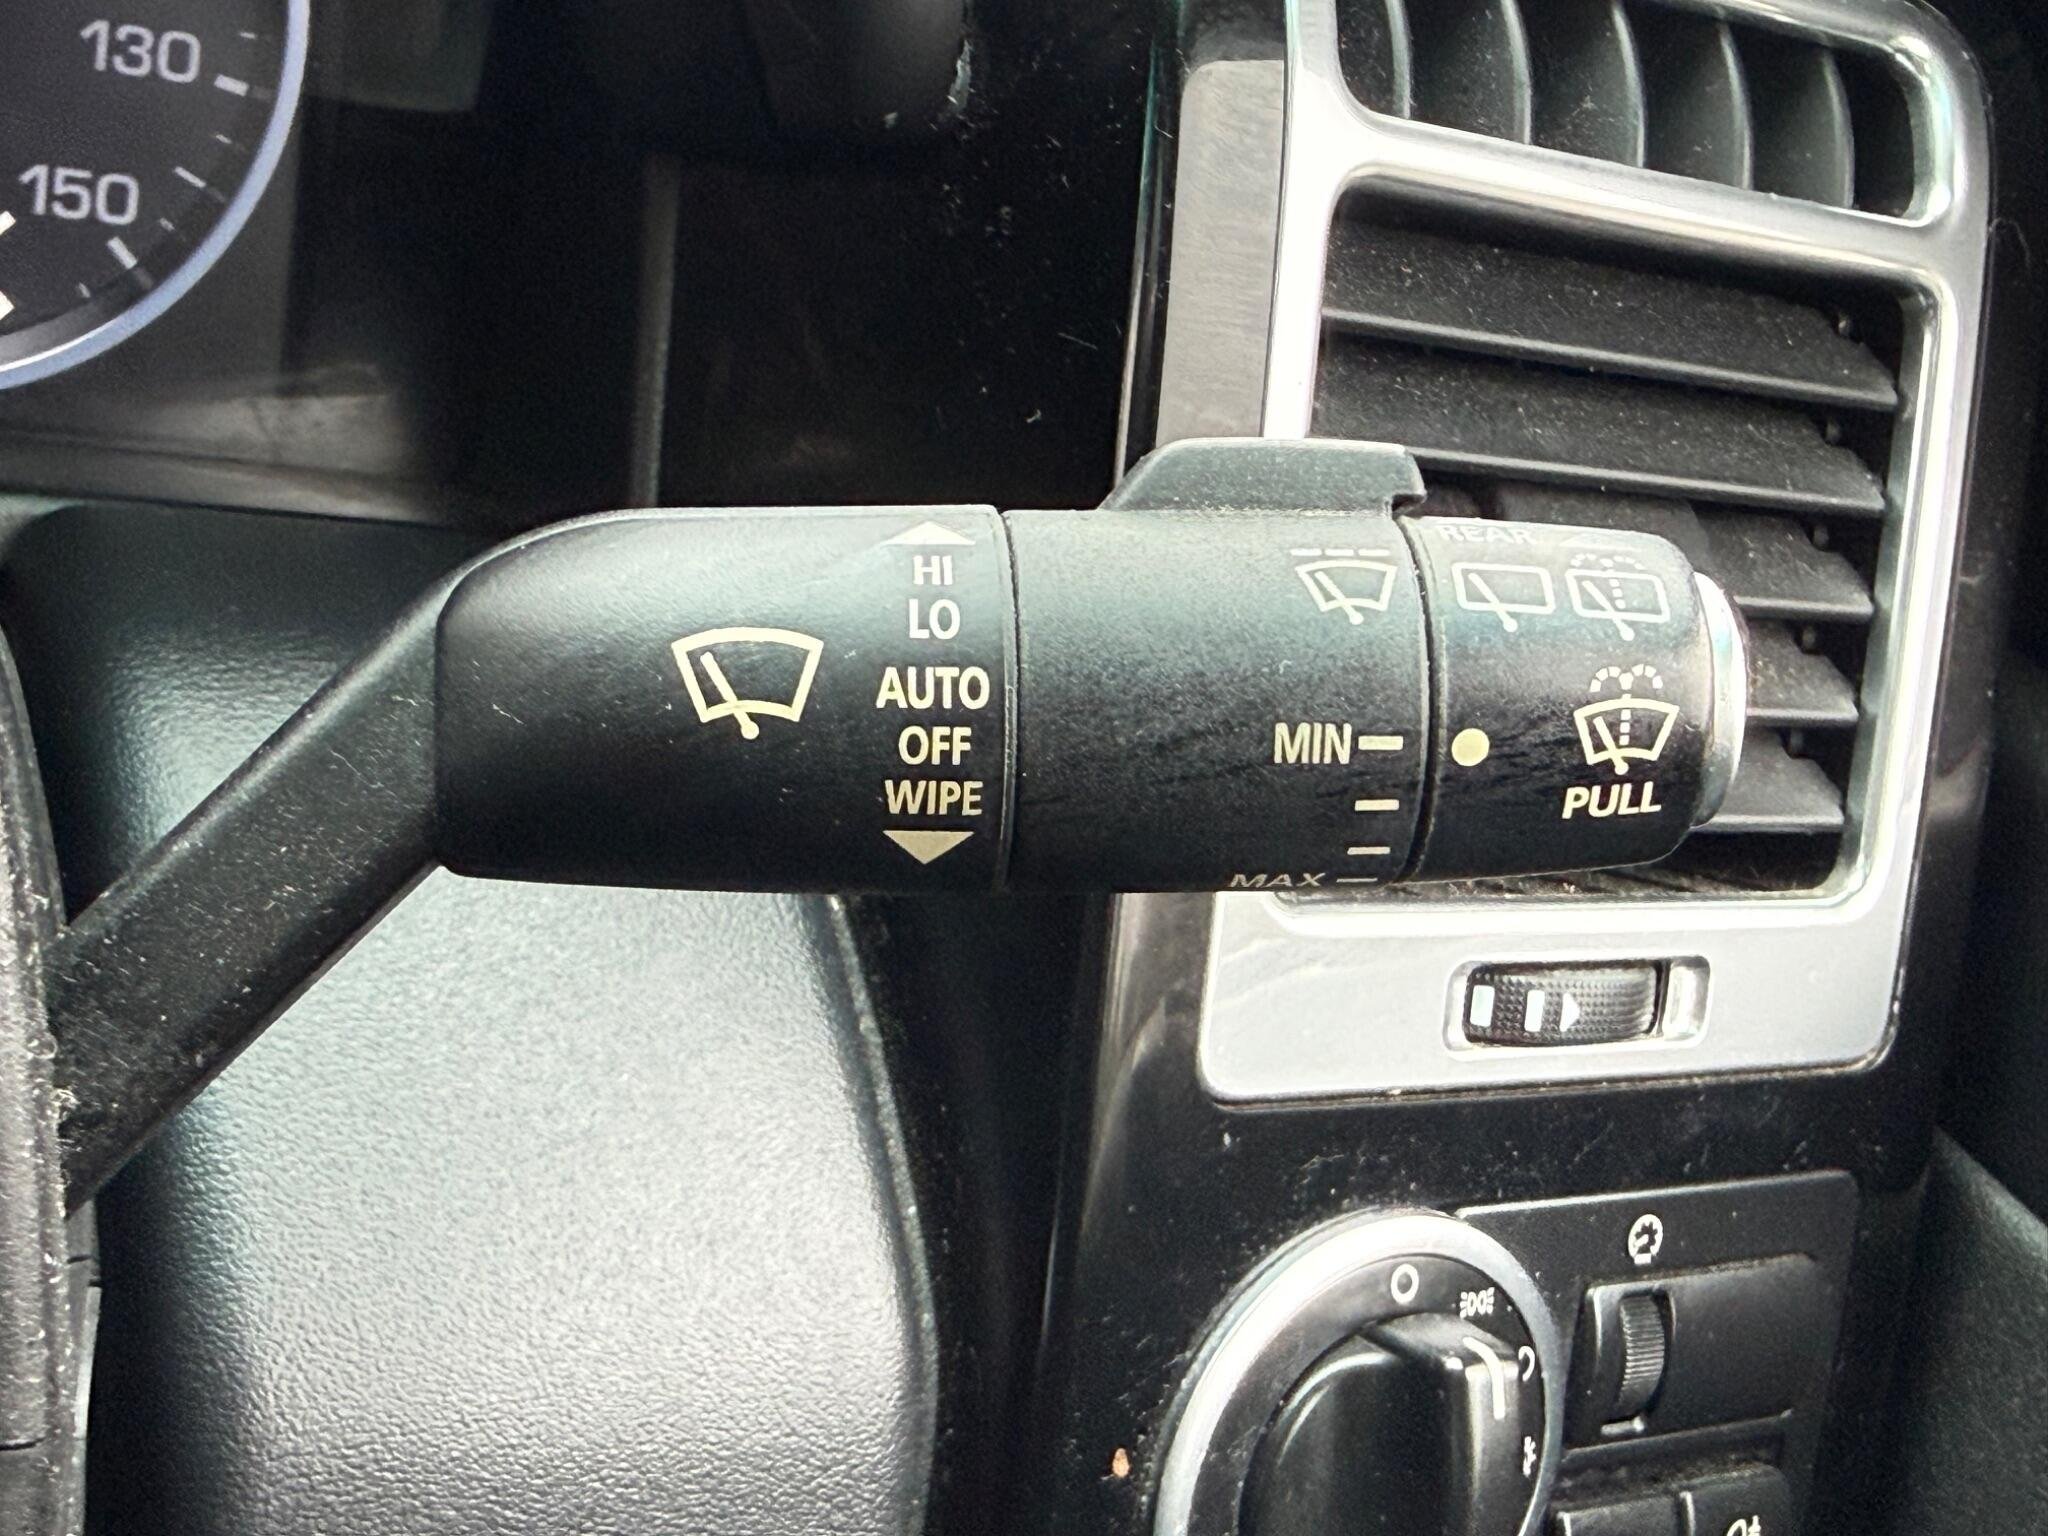 130
150
HI
LO
AUTO
OFF
WIPE
REAR
MIN
MAX
PULL